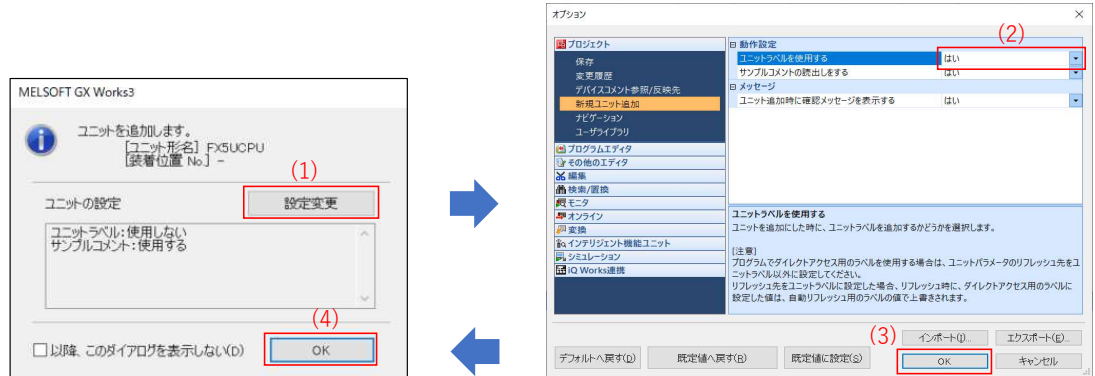 MELSOFT GX Works3
ユニットを追加します。
[ユニット形名] FX5UCPU
[装着位置 No.] -
(1)
ユニットの設定
設定変更
ユニットラベル:使用しない
サンプルコメント:使用する
(4)
以降、このダイアログを表示しない(D)
OK
オプション
(2)
プロジェクト
保存
変更履歴
デバイスコメント参照/反映先
新規ユニット追加
ナビゲーション
ユーザライブラリ
プログラムエディタ
その他のエディタ
編集
検索/置換
モニタ
オンライン
変換
インテリジェント機能ユニット
シミュレーション
iQ Works連携
動作設定
ユニットラベルを使用する はい
サンプルコメントの読出しをする はい
メッセージ
ユニット追加時に確認メッセージを表示する はい
ユニットラベルを使用する
ユニットを追加にした時に、ユニットラベルを追加するかどうかを選択します。
[注意]
プログラムでダイレクトアクセス用のラベルを使用する場合は、ユニットパラメータのリフレッシュ先をユ
ニットラベル以外に設定してください。
リフレッシュ先をユニットラベルに設定した場合、リフレッシュ時に、ダイレクトアクセス用のラベルに
設定した値は、自動リフレッシュ用のラベルの値で上書きされます。
(3)
インポート(I)...
エクスポート(E)...
デフォルトへ戻す(D)
既定値へ戻す(R)
既定値に設定(S)
OK
キャンセル